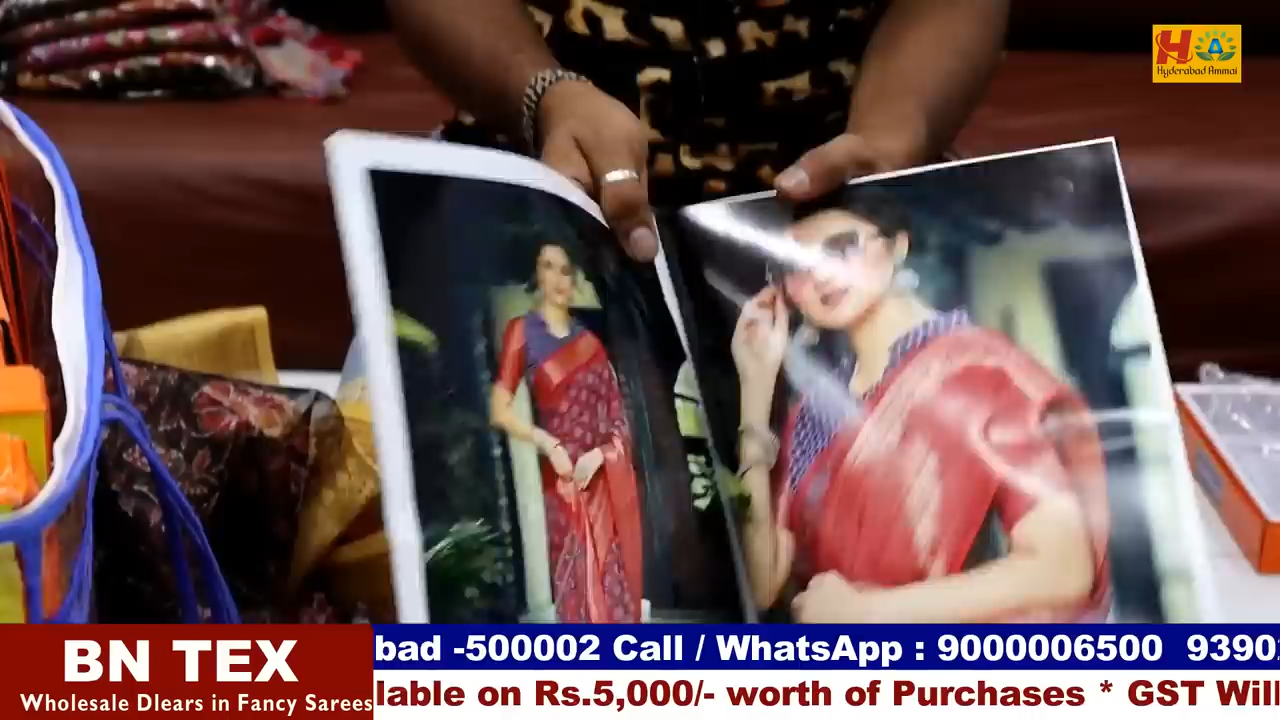 H A
Hyderabad Ammai
BN TEX
Wholesale Dlears in Fancy Sarees
bad -500002 Call / WhatsApp : 9000006500 9390
lable on Rs.5,000/- worth of Purchases * GST Will